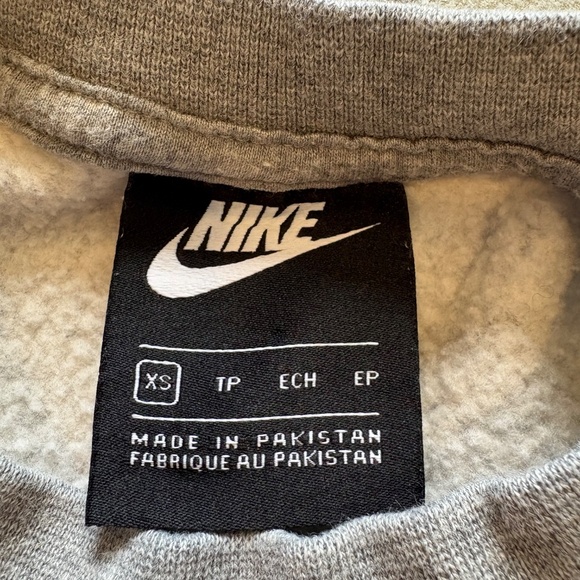 NIKE
XS TP ECH EP
MADE IN PAKISTAN
FABRIQUE AU PAKISTAN